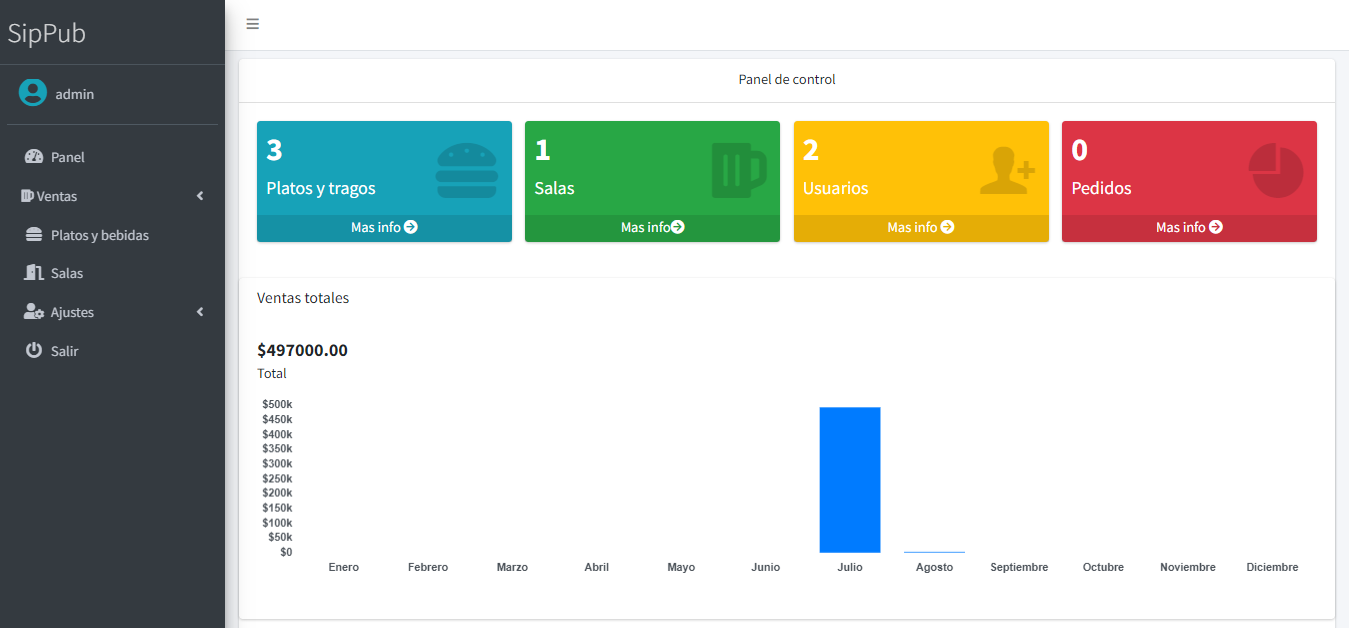 SipPub
admin
Panel
Ventas
Platos y bebidas
Salas
Ajustes
Salir
Panel de control
3
Platos y tragos
Mas info
1
Salas
Mas info
2
Usuarios
Mas info
0
Pedidos
Mas info
Ventas totales
$497000.00
Total
$500k
$450k
$400k
$350k
$300k
$250k
$200k
$150k
$100k
$50k
$0
Enero Febrero Marzo Abril Mayo Junio Julio Agosto Septiembre Octubre Noviembre Diciembre